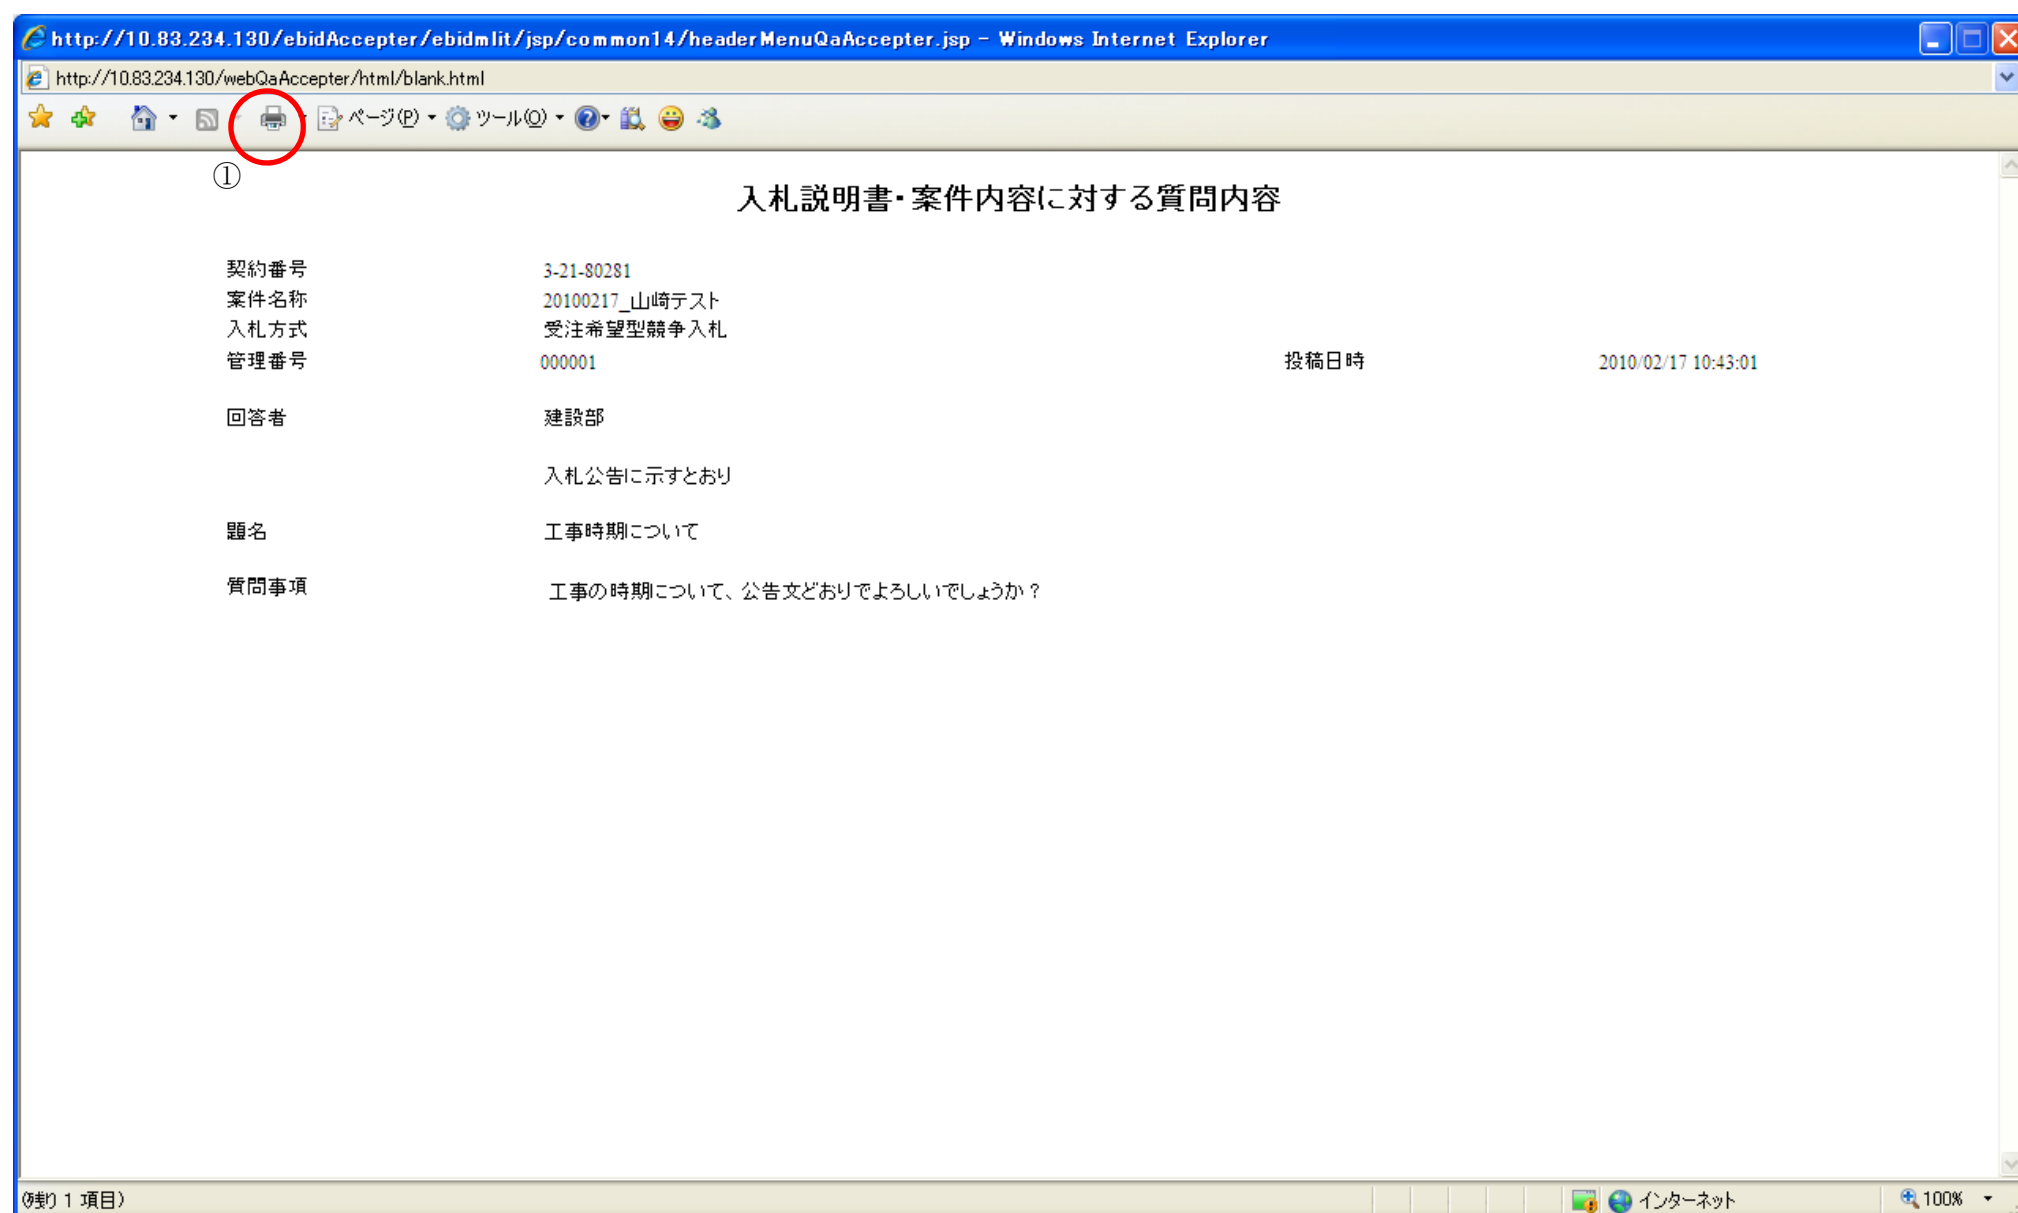 http://10.83.234.130/ebidAccepter/ebidmlit/jsp/common14/headerMenuQaAccepter.jsp - Windows Internet Explorer
http://10.83.234.130/webQaAccepter/html/blank.html
ページ(P) ツール(O)
①
入札説明書・案件内容に対する質問内容
契約番号 3-21-80281
案件名称 20100217_山崎テスト
入札方式 受注希望型競争入札
管理番号 000001 投稿日時 2010/02/17 10:43:01
回答者 建設部
入札公告に示すとおり
題名 工事時期について
質問事項 工事の時期について、公告文どおりでよろしいでしょうか？
(残り 1 項目) インターネット 100%